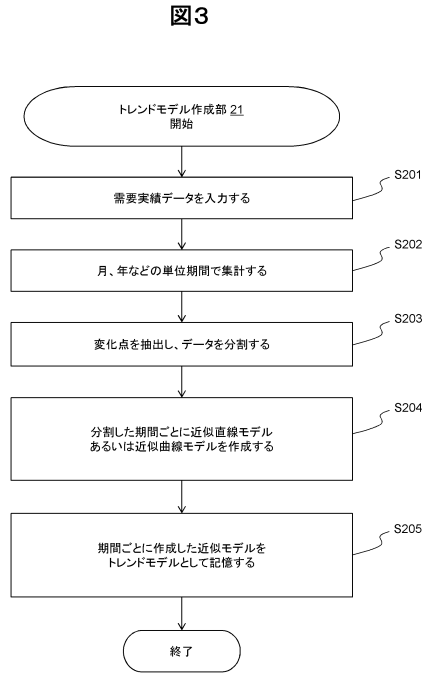 図3
トレンドモデル作成部 21
開始
需要実績データを入力する
S201
月、年などの単位期間で集計する
S202
変化点を抽出し、データを分割する
S203
分割した期間ごとに近似直線モデル
あるいは近似曲線モデルを作成する
S204
期間ごとに作成した近似モデルを
トレンドモデルとして記憶する
S205
終了